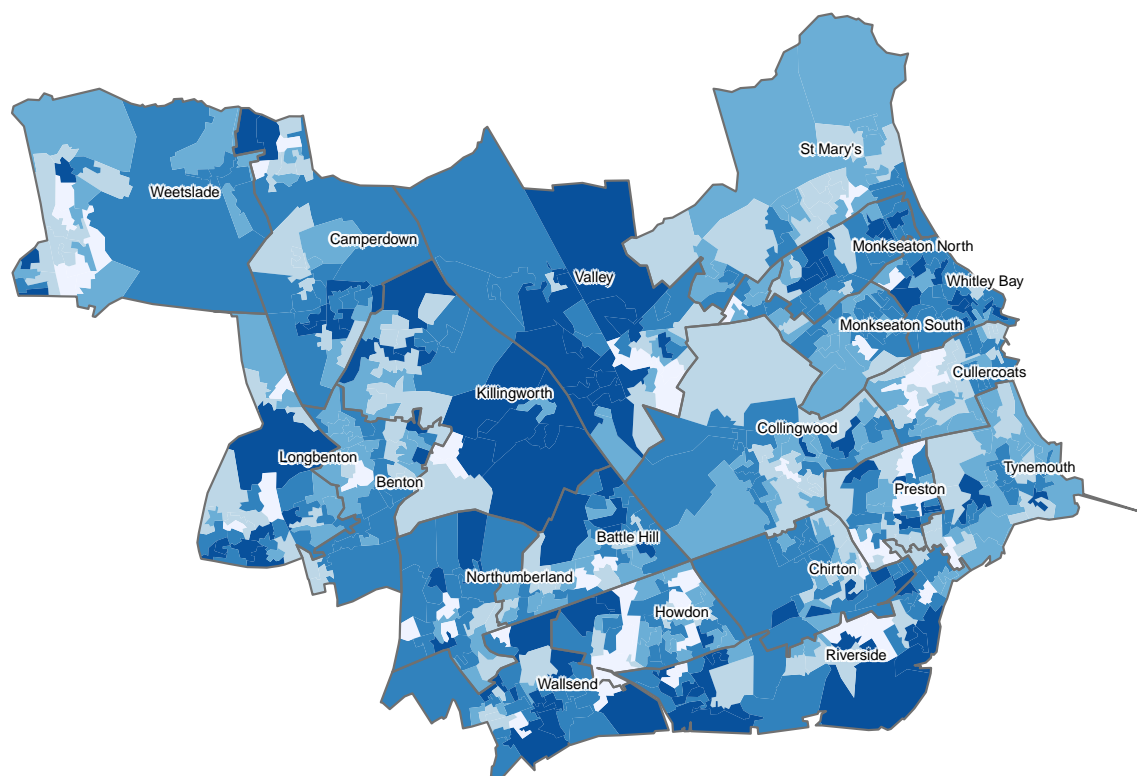 St Mary's
Weetslade
Camperdown
Monkseaton North
Valley
Whitley Bay
Monkseaton South
Cullercoats
Killingworth
Collingwood
Longbenton
Tynemouth
Benton
Preston
Battle Hill
Chirton
Northumberland
Howdon
Riverside
Wallsend